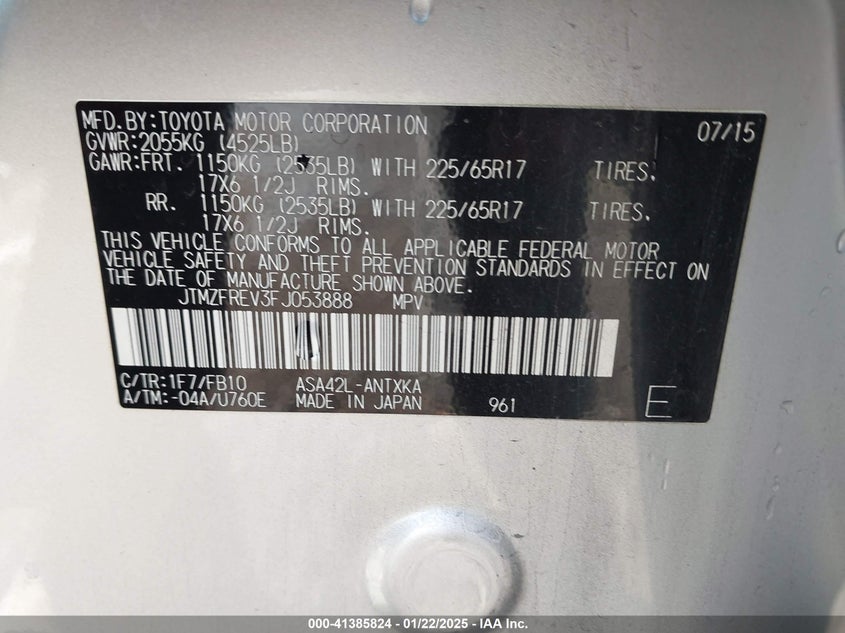 MFD.BY:TOYOTA MOTOR CORPORATION 07/15
GVWR:2055KG (4525LB)
GAWR:FRT. 1150KG (2535LB) WITH 225/65R17 TIRES.
17X6 1/2J RIMS.
RR. 1150KG (2535LB) WITH 225/65R17 TIRES.
17X6 1/2J RIMS.
THIS VEHICLE CONFORMS TO ALL APPLICABLE FEDERAL MOTOR
VEHICLE SAFETY AND THEFT PREVENTION STANDARDS IN EFFECT ON
THE DATE OF MANUFACTURE SHOWN ABOVE.
JTMZFREV3FJ053888 MPV
C/TR:1F7/FB10 ASA42L-ANTXKA
A/TM:-04A/U760E MADE IN JAPAN 961 E
000-41385824 - 01/22/2025 - IAA Inc.